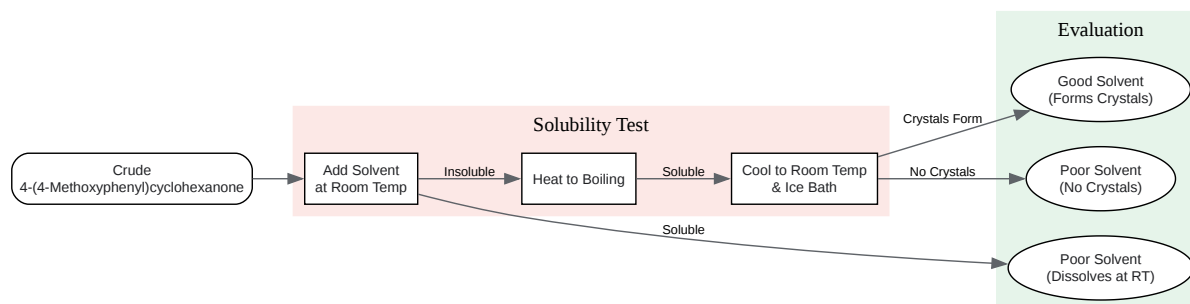 Evaluation
Solubility Test
Good Solvent
(Forms Crystals)
Crystals Form
Crude
4-(4-Methoxyphenyl)cyclohexanone
Add Solvent
at Room Temp
Insoluble
Heat to Boiling
Soluble
Cool to Room Temp
& Ice Bath
No Crystals
Poor Solvent
(No Crystals)
Soluble
Poor Solvent
(Dissolves at RT)